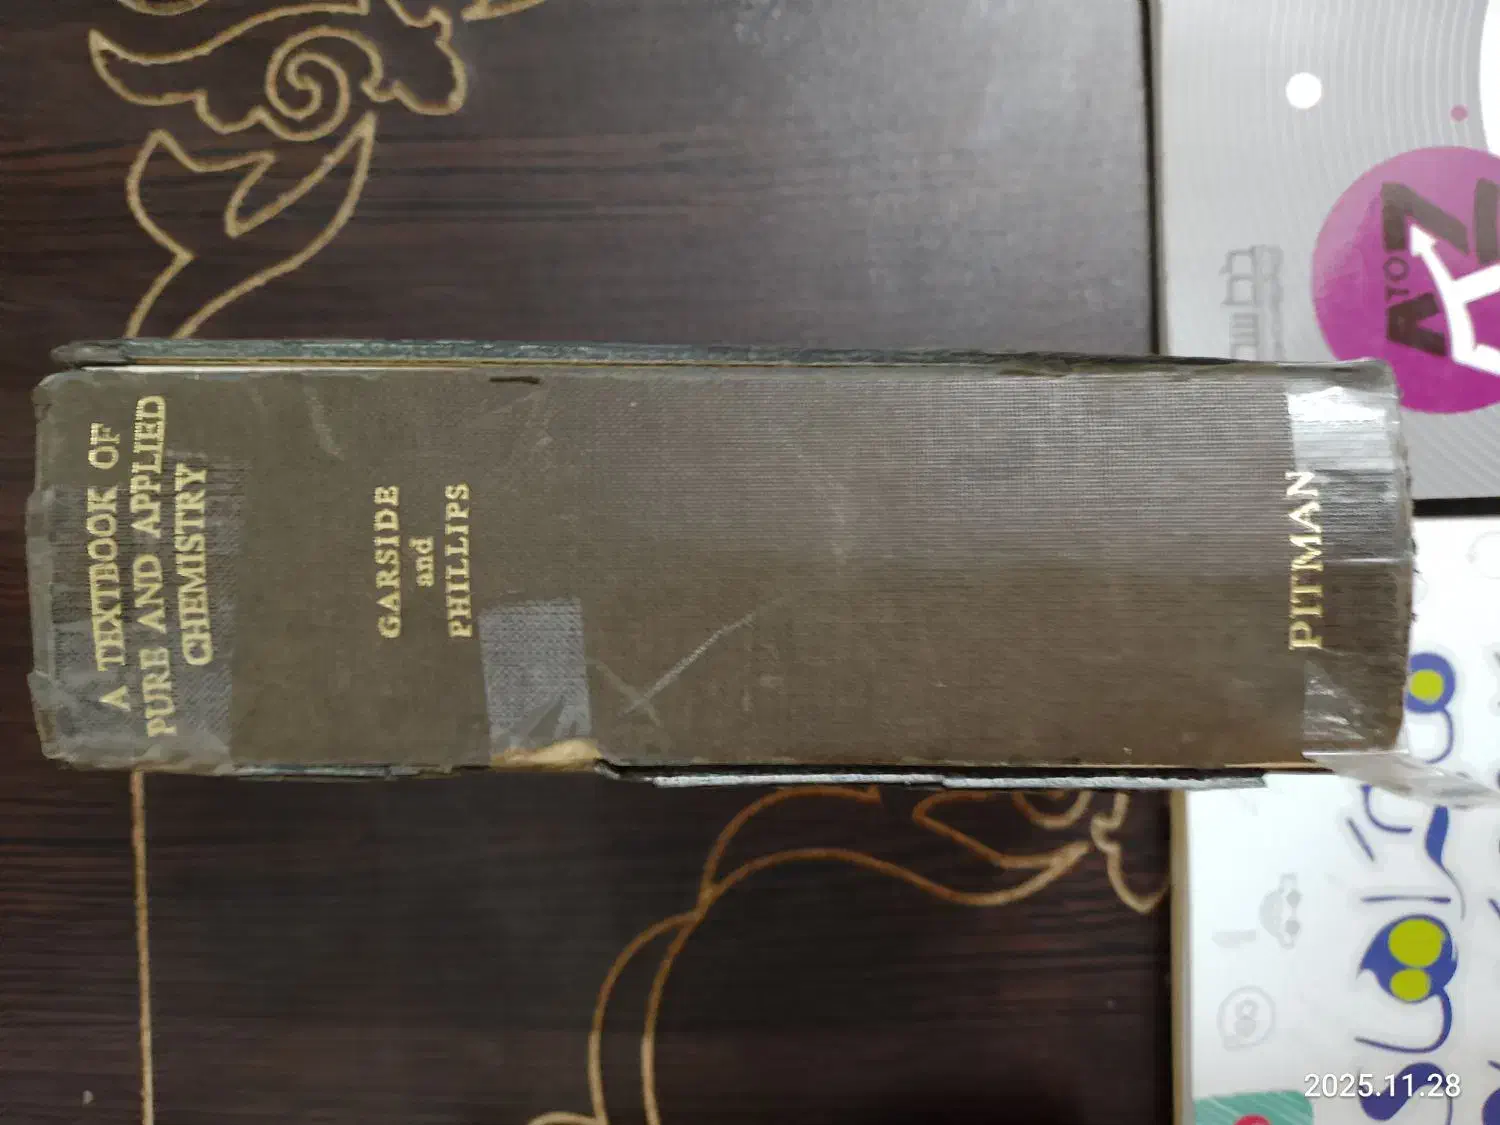 A TEXTBOOK OF
PURE AND APPLIED
CHEMISTRY
GARSIDE
and
PHILLIPS
PITMAN
A TO Z
2025.11.28